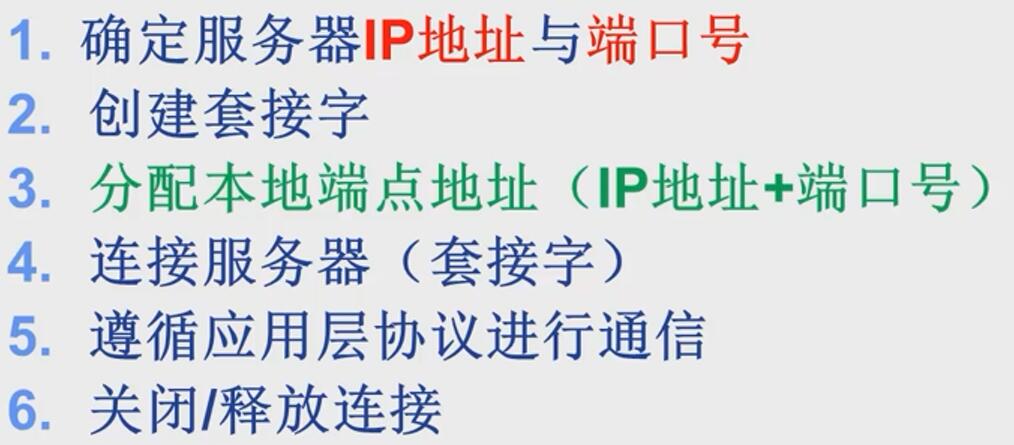 1. 确定服务器IP地址与端口号
2. 创建套接字
3. 分配本地端点地址（IP地址+端口号）
4. 连接服务器（套接字）
5. 遵循应用层协议进行通信
6. 关闭/释放连接